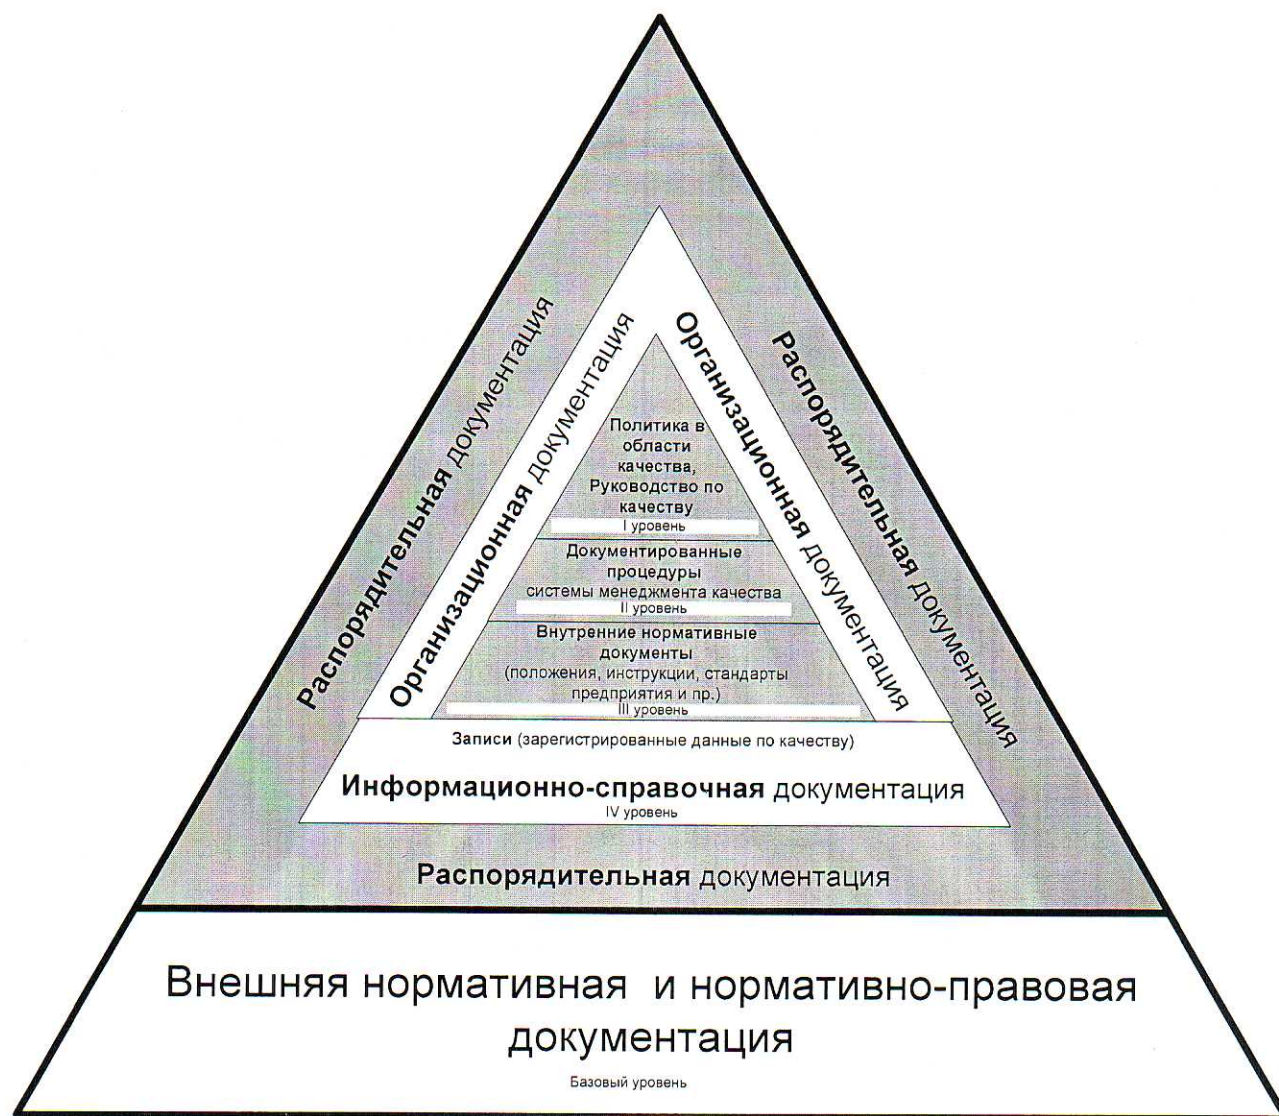 Распорядительная документация
Организационная документация
Организационная документация
Распорядительная документация
Политика в
области
качества,
Руководство по
качеству
I уровень
Документированные
процедуры
системы менеджмента качества
II уровень
Внутренние нормативные
документы
(положения, инструкции, стандарты
предприятия и пр.)
III уровень
Записи (зарегистрированные данные по качеству)
Информационно-справочная документация
IV уровень
Распорядительная документация
Внешняя нормативная и нормативно-правовая
документация
Базовый уровень